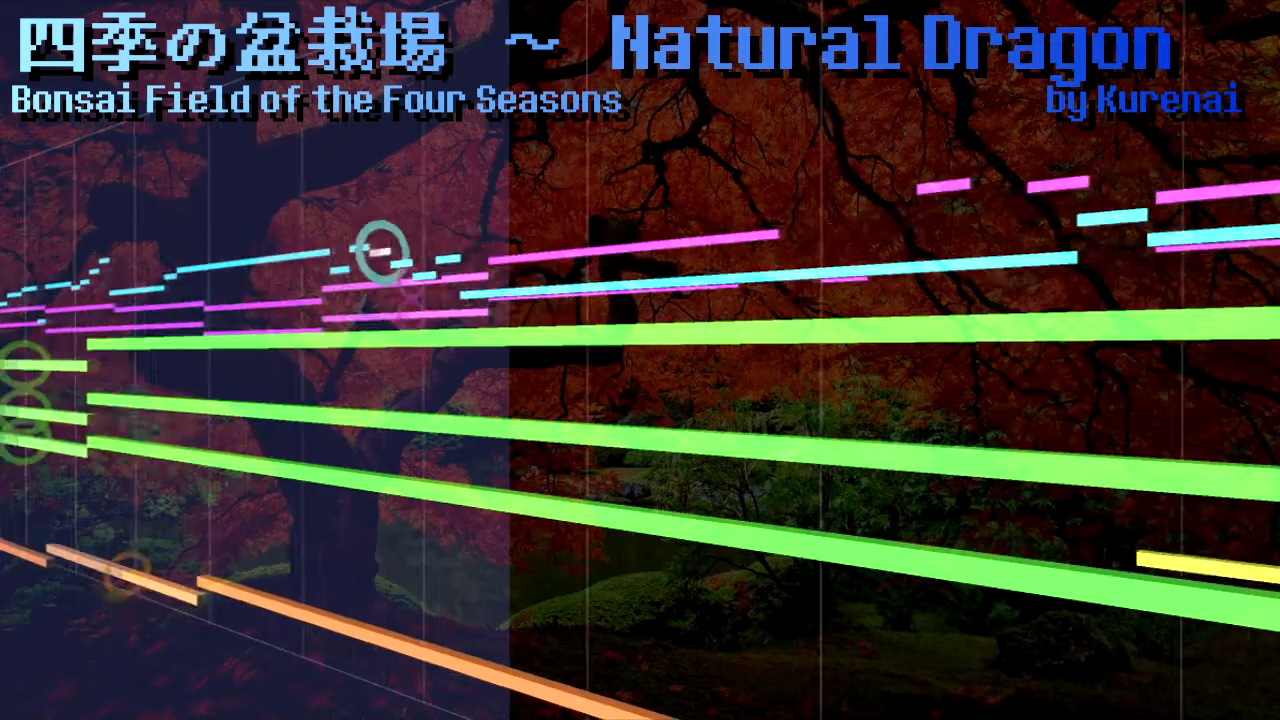 四季の盆栽場 ～ Natural Dragon
Bonsai Field of the Four Seasons
by Kurenai